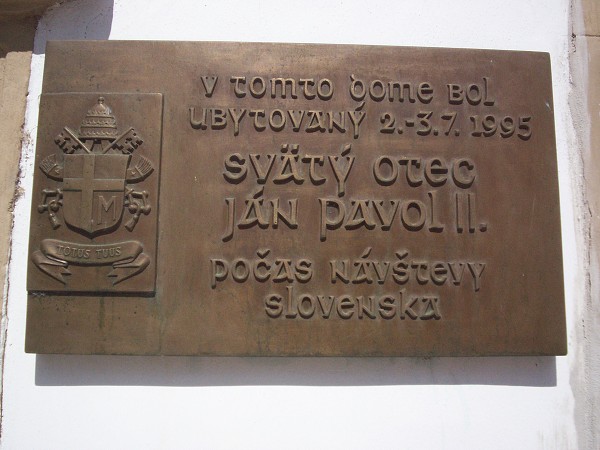 V TOMTO DOME BOL
UBYTOVANÝ 2.-3.7. 1995
SVÄTÝ OTEC
JÁN PAVOL II.
POČAS NÁVŠTEVY
SLOVENSKA
M
TOTUS TUUS